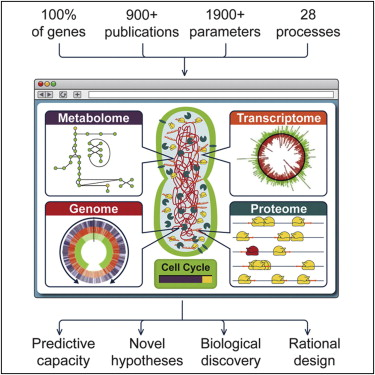 100%
of genes
900+
publications
1900+
parameters
28
processes
Metabolome
Transcriptome
Genome
Proteome
Cell Cycle
Predictive
capacity
Novel
hypotheses
Biological
discovery
Rational
design